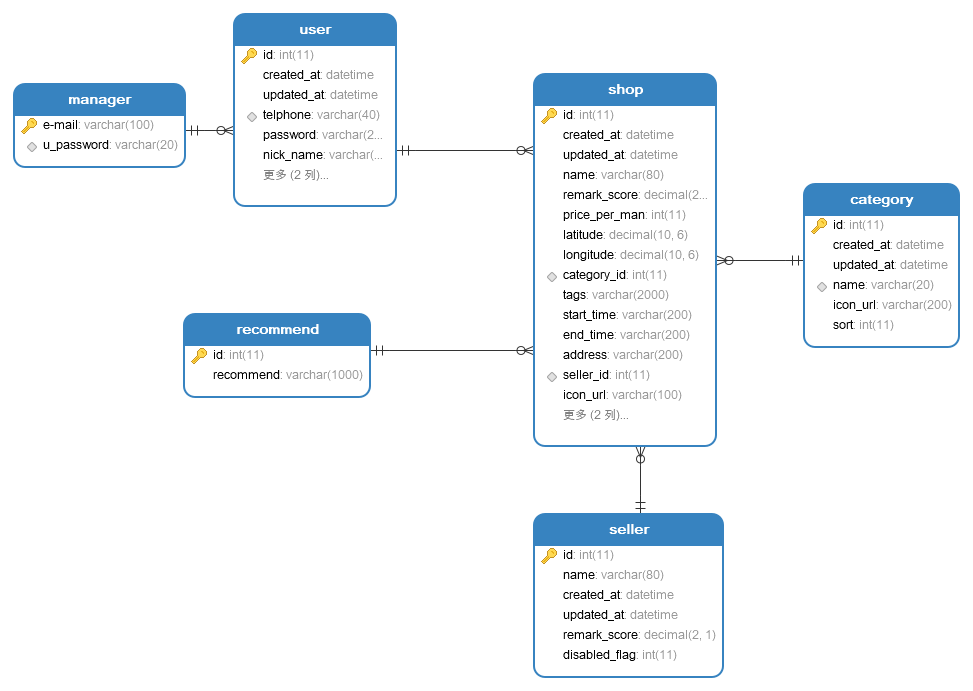 user
id: int(11)
created_at: datetime
updated_at: datetime
telphone: varchar(40)
password: varchar(2...
nick_name: varchar(...
更多 (2 列)...
manager
e-mail: varchar(100)
u_password: varchar(20)
shop
id: int(11)
created_at: datetime
updated_at: datetime
name: varchar(80)
remark_score: decimal(2...
price_per_man: int(11)
latitude: decimal(10, 6)
longitude: decimal(10, 6)
category_id: int(11)
tags: varchar(2000)
start_time: varchar(200)
end_time: varchar(200)
address: varchar(200)
seller_id: int(11)
icon_url: varchar(100)
更多 (2 列)...
category
id: int(11)
created_at: datetime
updated_at: datetime
name: varchar(20)
icon_url: varchar(200)
sort: int(11)
recommend
id: int(11)
recommend: varchar(1000)
seller
id: int(11)
name: varchar(80)
created_at: datetime
updated_at: datetime
remark_score: decimal(2, 1)
disabled_flag: int(11)